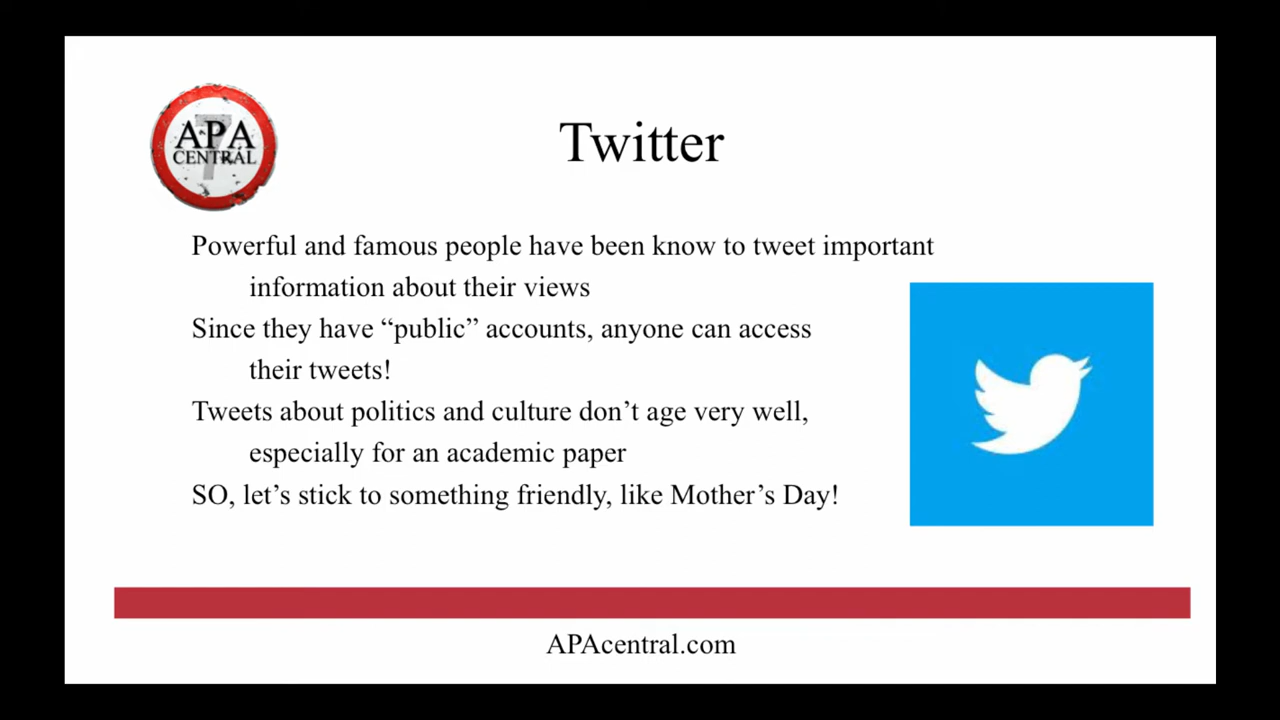 7
APA
CENTRAL
Twitter
Powerful and famous people have been know to tweet important
information about their views
Since they have “public” accounts, anyone can access
their tweets!
Tweets about politics and culture don’t age very well,
especially for an academic paper
SO, let’s stick to something friendly, like Mother’s Day!
APAcentral.com